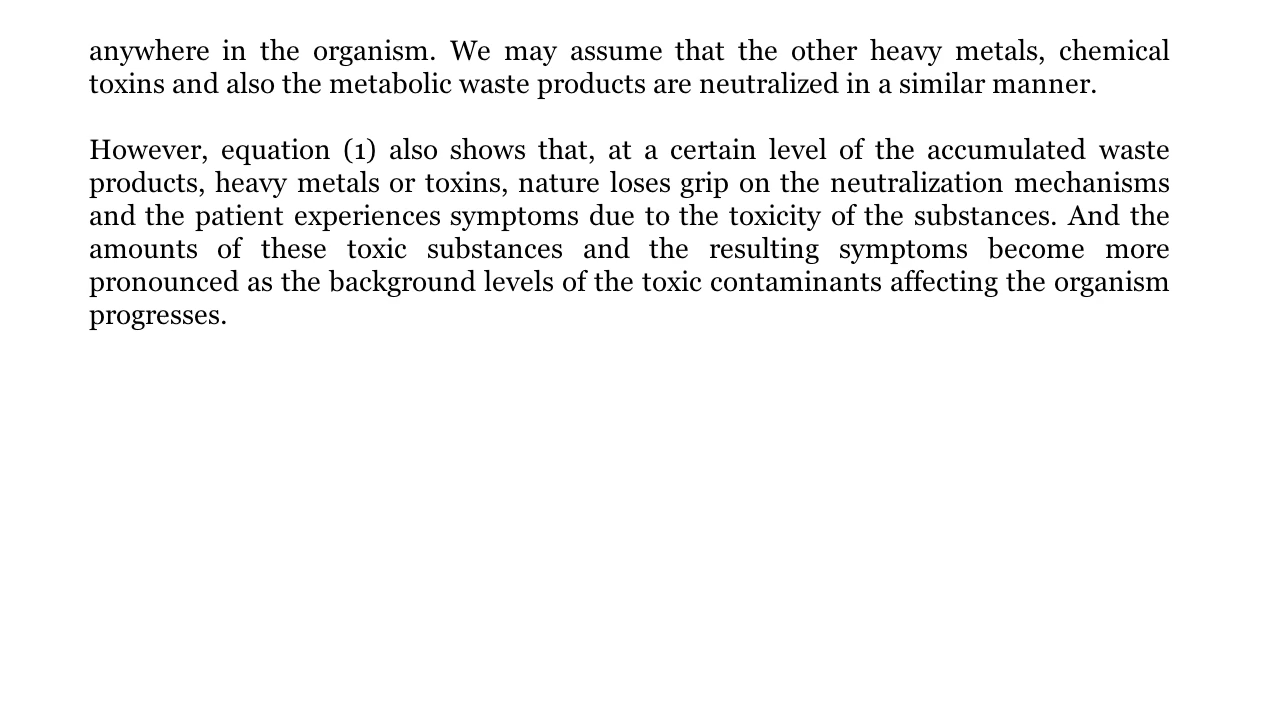 anywhere in the organism. We may assume that the other heavy metals, chemical
toxins and also the metabolic waste products are neutralized in a similar manner.
However, equation (1) also shows that, at a certain level of the accumulated waste
products, heavy metals or toxins, nature loses grip on the neutralization mechanisms
and the patient experiences symptoms due to the toxicity of the substances. And the
amounts of these toxic substances and the resulting symptoms become more
pronounced as the background levels of the toxic contaminants affecting the organism
progresses.